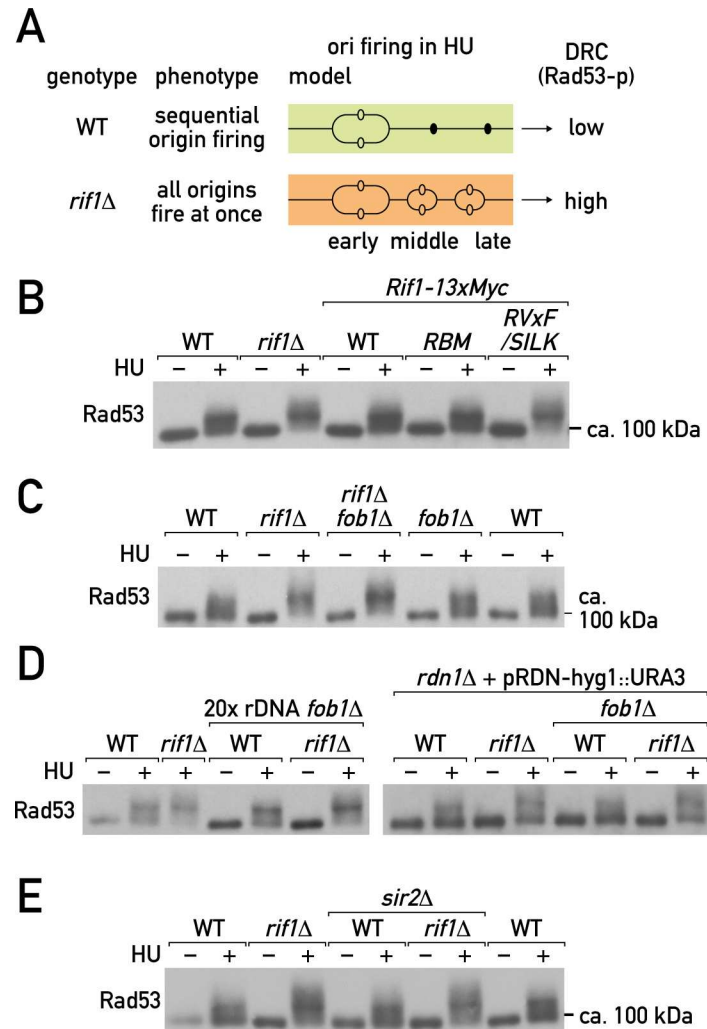 A
ori firing in HU
DRC
genotype phenotype model (Rad53-p)
WT sequential origin firing low
rif1Δ all origins fire at once high
early middle late
B
Rif1-13xMyc
RVxF
WT rif1Δ WT RBM /SILK
HU − + − + − + − + − +
Rad53
ca. 100 kDa
C
rif1Δ
WT rif1Δ fob1Δ fob1Δ WT
HU − + − + − + − + − +
Rad53
ca.
100 kDa
D
rdn1Δ + pRDN-hyg1::URA3
20x rDNA fob1Δ fob1Δ
WT rif1Δ WT rif1Δ WT rif1Δ WT rif1Δ
HU − + + − + − + − + − + − + − +
Rad53
E
sir2Δ
WT rif1Δ WT rif1Δ WT
HU − + − + − + − + − +
Rad53
ca. 100 kDa